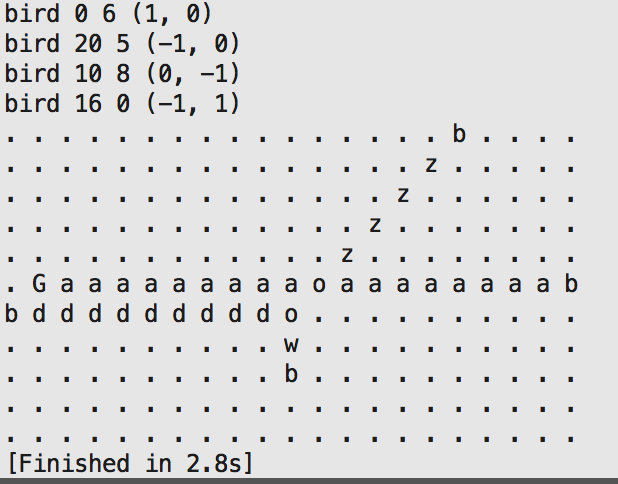 bird 0 6 (1, 0)
bird 20 5 (-1, 0)
bird 10 8 (0, -1)
bird 16 0 (-1, 1)
. . . . . . . . . . . . . . . . b . . . .
. . . . . . . . . . . . . . . z . . . . .
. . . . . . . . . . . . . . z . . . . . .
. . . . . . . . . . . . . z . . . . . . .
. . . . . . . . . . . . z . . . . . . . .
. G a a a a a a a a a o a a a a a a a a b
b d d d d d d d d d o . . . . . . . . . .
. . . . . . . . . . w . . . . . . . . . .
. . . . . . . . . . b . . . . . . . . . .
. . . . . . . . . . . . . . . . . . . . .
. . . . . . . . . . . . . . . . . . . . .
[Finished in 2.8s]